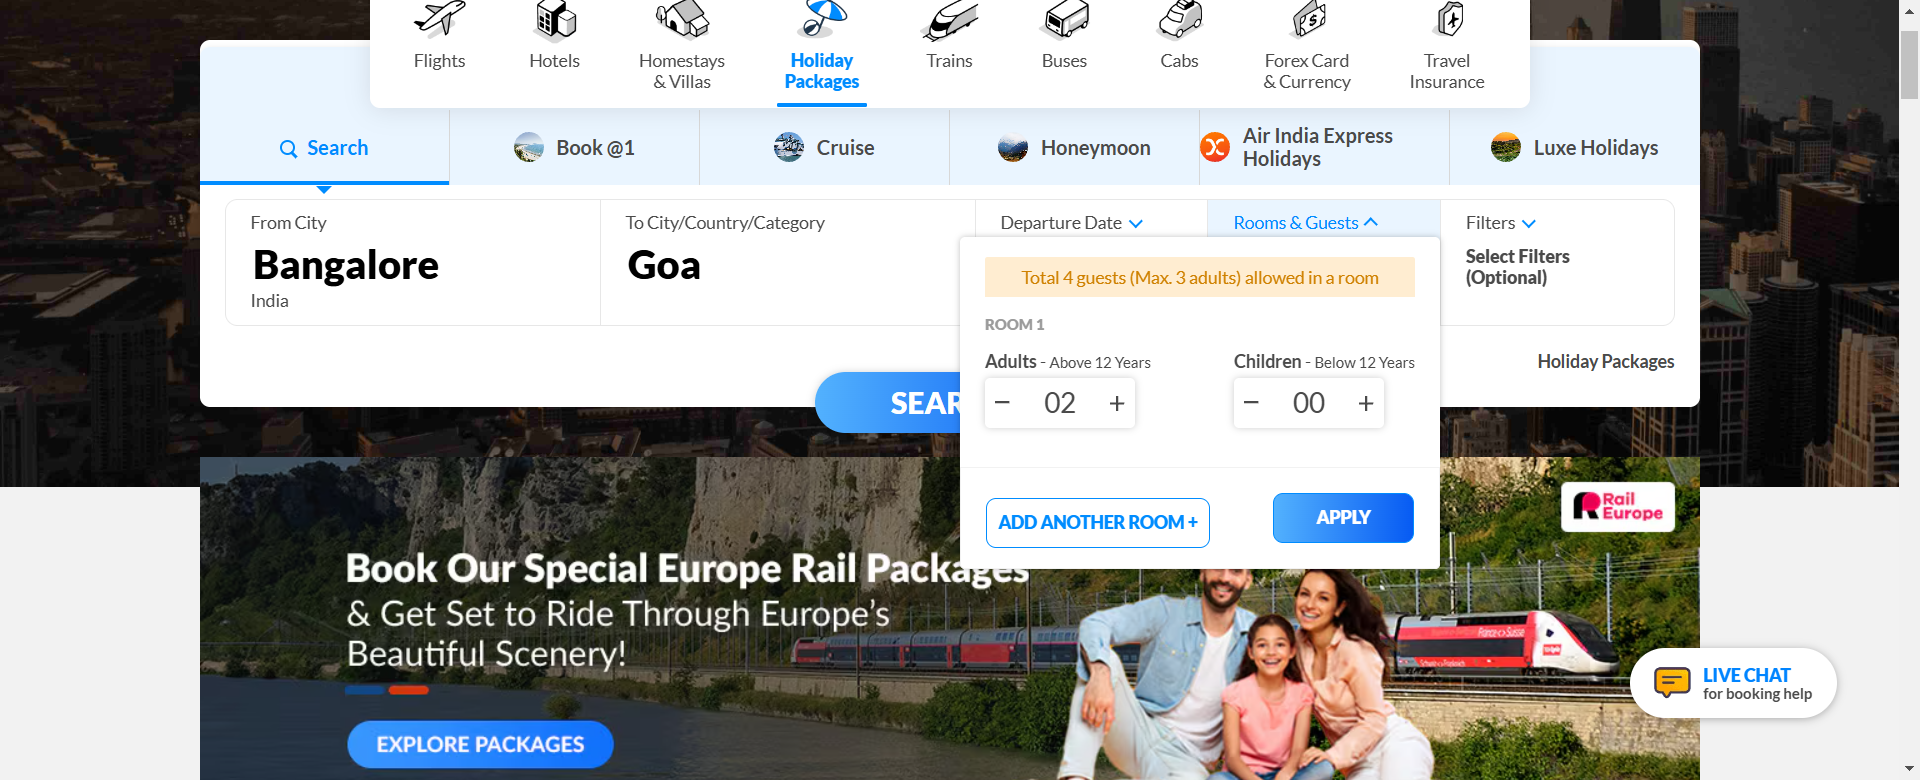 Flights
Hotels
Homestays
& Villas
Holiday
Packages
Trains
Buses
Cabs
Forex Card
& Currency
Travel
Insurance
Search
Book @1
Cruise
Honeymoon
Air India Express
Holidays
Luxe Holidays
From City
Bangalore
India
To City/Country/Category
Goa
Departure Date
Rooms & Guests
Filters
Select Filters
(Optional)
Total 4 guests (Max. 3 adults) allowed in a room
ROOM 1
Adults - Above 12 Years
02
Children - Below 12 Years
00
ADD ANOTHER ROOM +
APPLY
Holiday Packages
SEAR
Rail
Europe
Book Our Special Europe Rail Packages
& Get Set to Ride Through Europe's
Beautiful Scenery!
EXPLORE PACKAGES
LIVE CHAT
for booking help